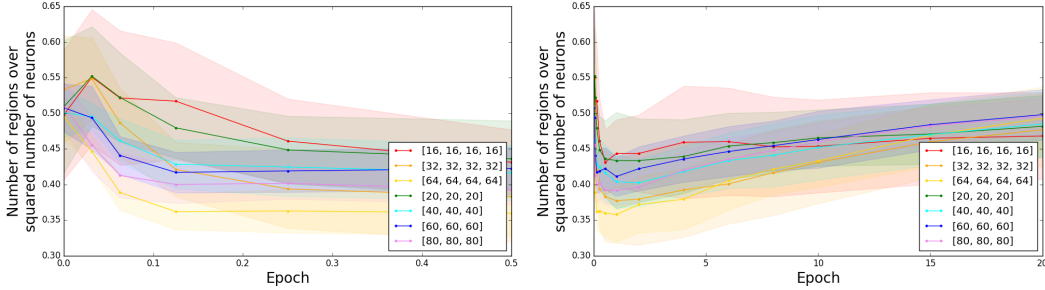 0.65
0.60
0.55
0.50
0.45
0.40
0.35
0.30
Number of regions over
squared number of neurons
[16, 16, 16, 16]
[32, 32, 32, 32]
[64, 64, 64, 64]
[20, 20, 20]
[40, 40, 40]
[60, 60, 60]
[80, 80, 80]
0.0 0.1 0.2 0.3 0.4 0.5
Epoch
0.65
0.60
0.55
0.50
0.45
0.40
0.35
0.30
Number of regions over
squared number of neurons
[16, 16, 16, 16]
[32, 32, 32, 32]
[64, 64, 64, 64]
[20, 20, 20]
[40, 40, 40]
[60, 60, 60]
[80, 80, 80]
0 5 10 15 20
Epoch